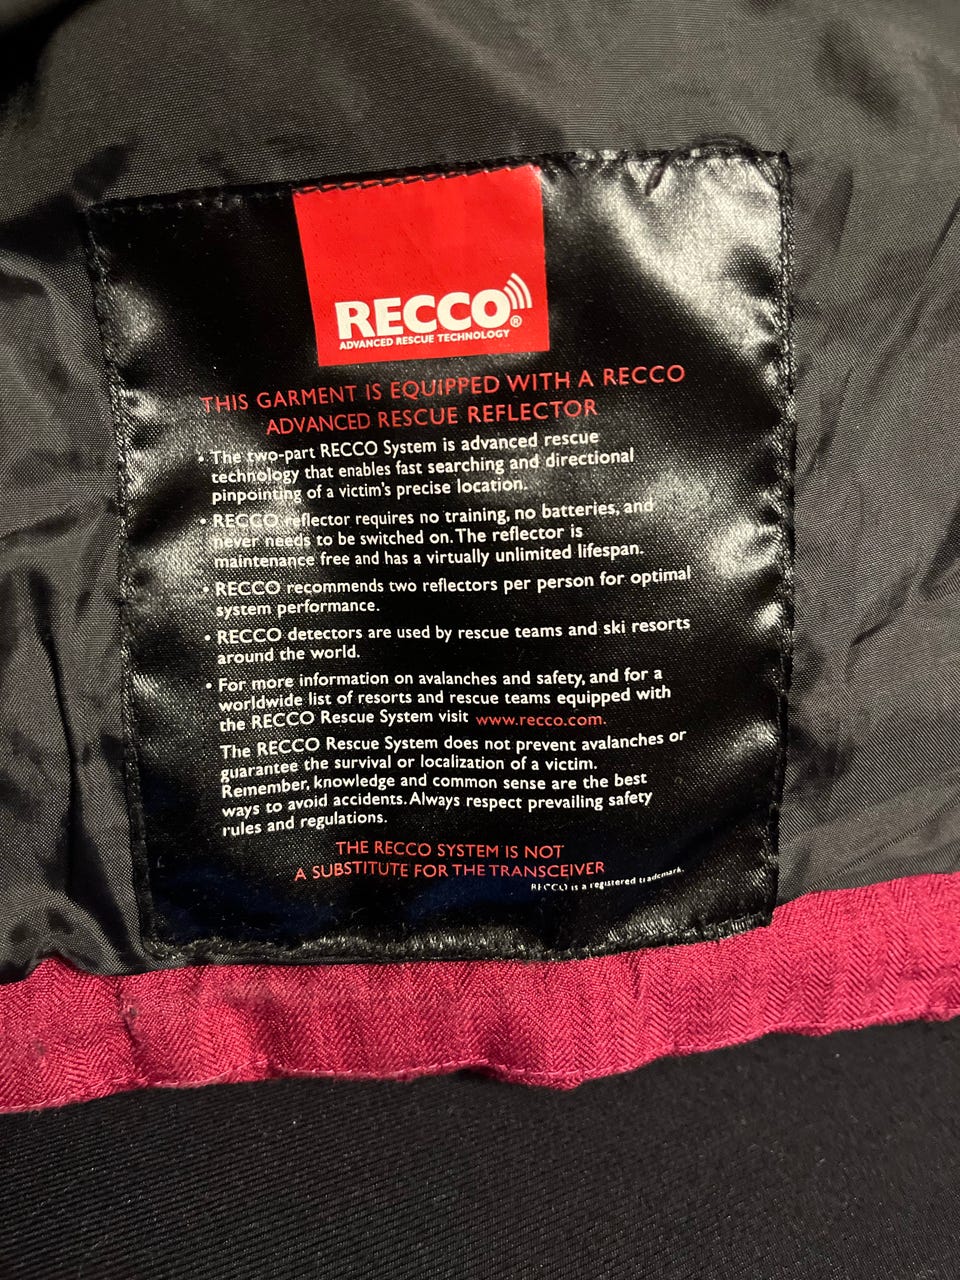 RECCO®
ADVANCED RESCUE TECHNOLOGY
THIS GARMENT IS EQUIPPED WITH A RECCO
ADVANCED RESCUE REFLECTOR
• The two-part RECCO System is advanced rescue
technology that enables fast searching and directional
pinpointing of a victim's precise location.
• RECCO reflector requires no training, no batteries, and
never needs to be switched on. The reflector is
maintenance free and has a virtually unlimited lifespan.
• RECCO recommends two reflectors per person for optimal
system performance.
• RECCO detectors are used by rescue teams and ski resorts
around the world.
• For more information on avalanches and safety, and for a
worldwide list of resorts and rescue teams equipped with
the RECCO Rescue System visit www.recco.com.
The RECCO Rescue System does not prevent avalanches or
guarantee the survival or localization of a victim.
Remember, knowledge and common sense are the best
ways to avoid accidents. Always respect prevailing safety
rules and regulations.
THE RECCO SYSTEM IS NOT
A SUBSTITUTE FOR THE TRANSCEIVER
RECCO is a registered trademark.